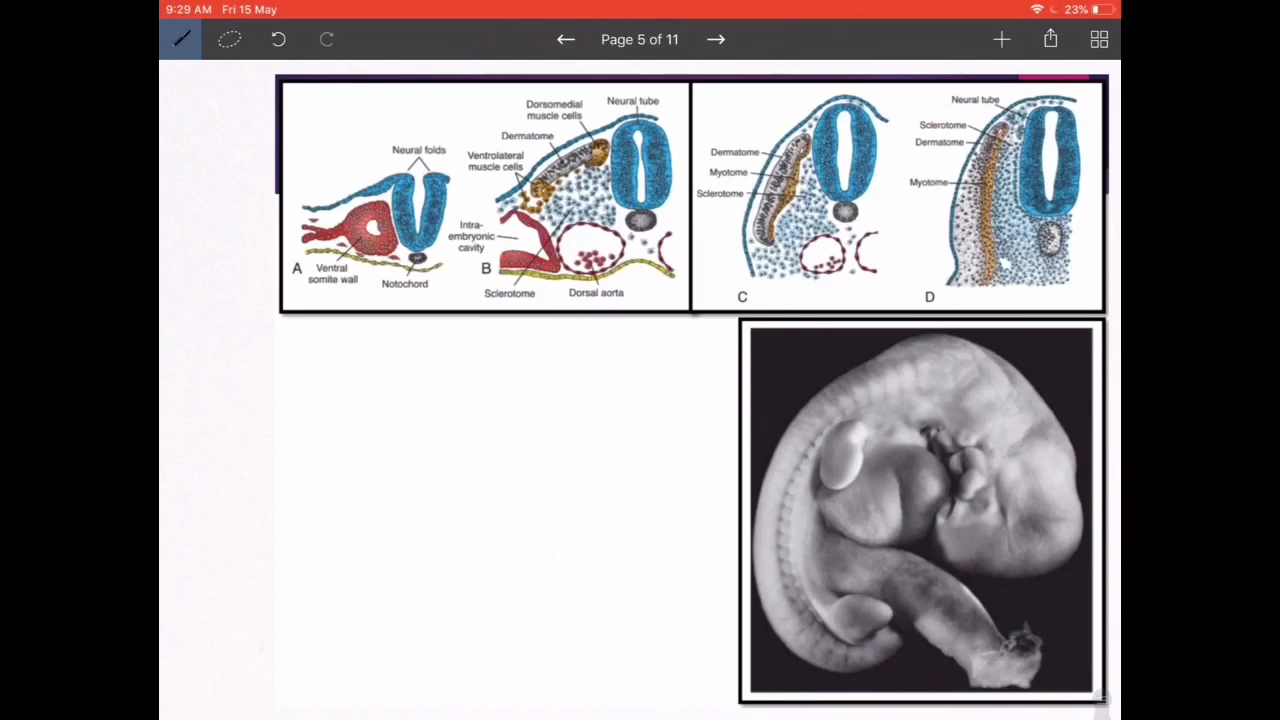 9:29 AM Fri 15 May
23%
Page 5 of 11
Neural folds
Ventral
somite wall
Notochord
A
Dorsomedial
muscle cells
Neural tube
Dermatome
Ventrolateral
muscle cells
Intra-
embryonic
cavity
B
Sclerotome
Dorsal aorta
Dermatome
Myotome
Sclerotome
C
Neural tube
Sclerotome
Dermatome
Myotome
D